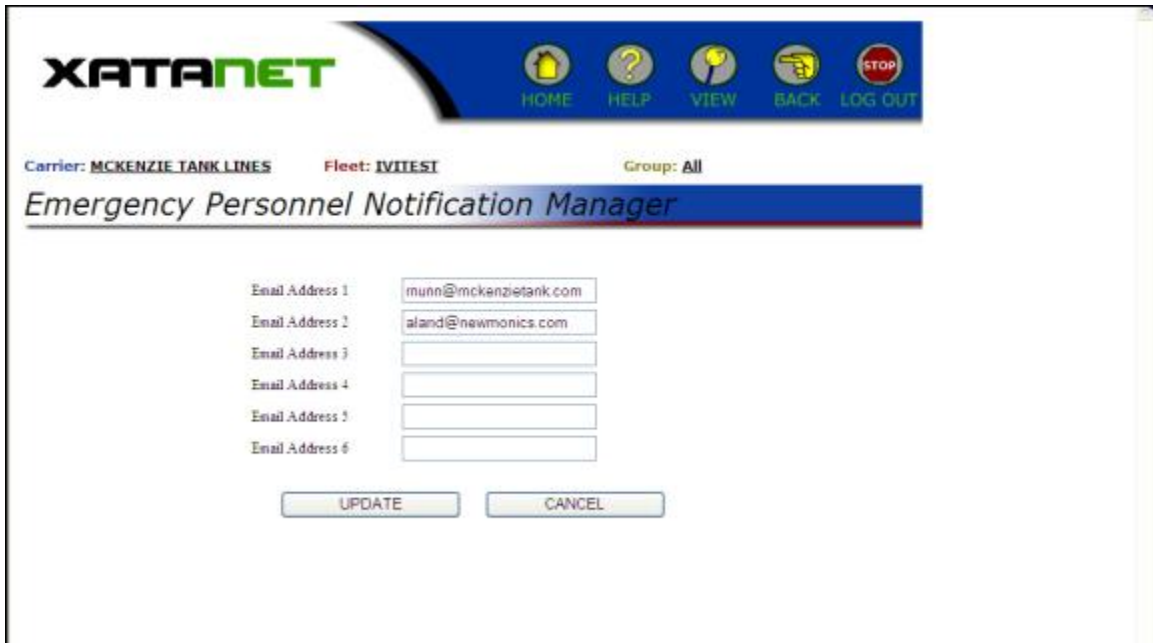 XATANET
STOP
HOME HELP VIEW BACK LOG OUT
Carrier: MCKENZIE TANK LINES Fleet: IVITEST Group: All
Emergency Personnel Notification Manager
Email Address 1 munn@mckenzietank.com
Email Address 2 aland@newmonics.com
Email Address 3
Email Address 4
Email Address 5
Email Address 6
UPDATE CANCEL